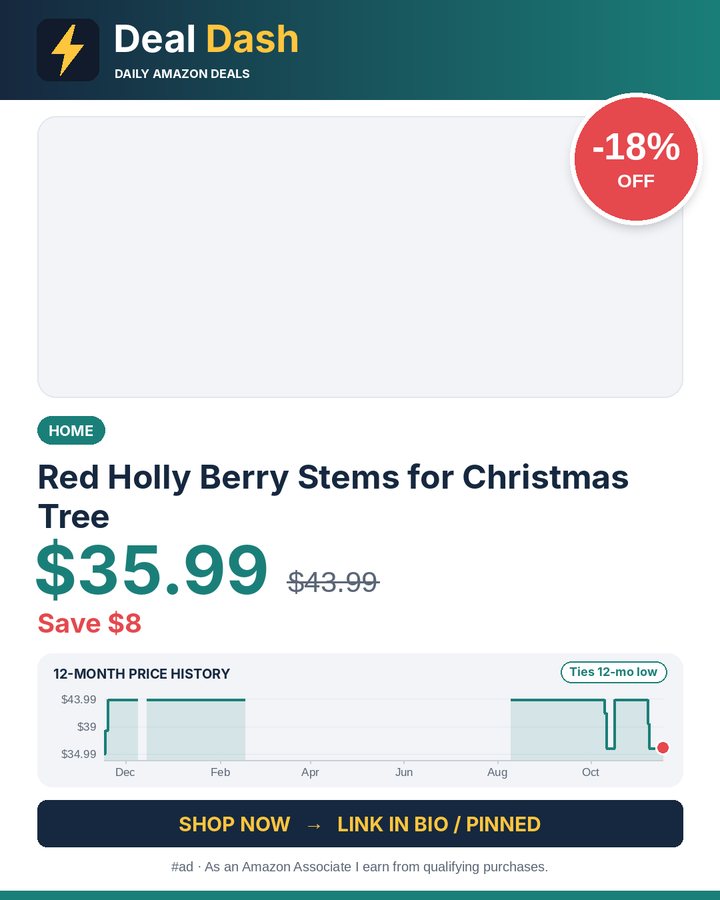 Deal Dash
DAILY AMAZON DEALS
-18%
OFF
HOME
Red Holly Berry Stems for Christmas
Tree
$35.99 $43.99
Save $8
12-MONTH PRICE HISTORY
Ties 12-mo low
$43.99
$39
$34.99
Dec Feb Apr Jun Aug Oct
SHOP NOW → LINK IN BIO / PINNED
#ad · As an Amazon Associate I earn from qualifying purchases.